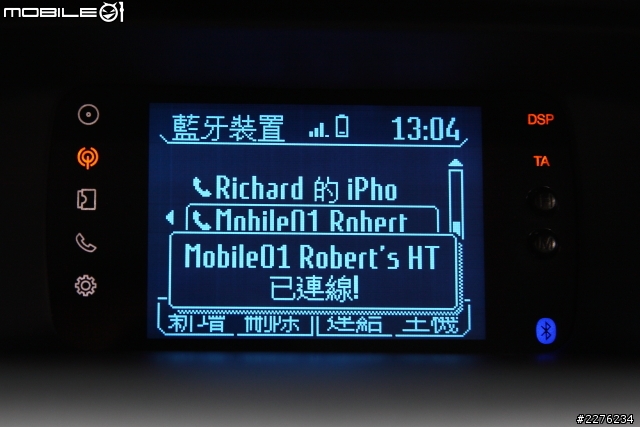 MOBILE01
藍牙裝置 13:04
DSP
TA
Richard 的 iPho
Mobile01 Robert
Mobile01 Robert's HT
已連線!
新增 刪除 連結 主機
#2276234